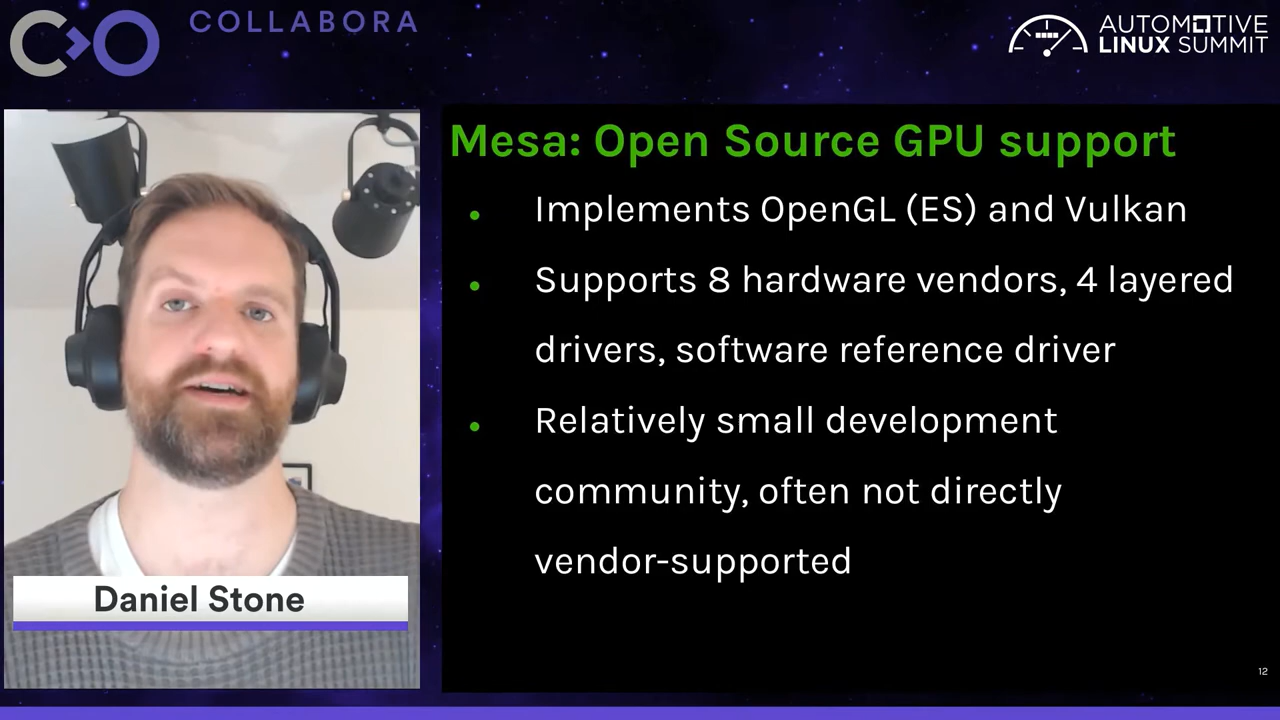 COLLABORA
AUTOMOTIVE
LINUX SUMMIT
Mesa: Open Source GPU support
Implements OpenGL (ES) and Vulkan
Supports 8 hardware vendors, 4 layered
drivers, software reference driver
Relatively small development
community, often not directly
vendor-supported
Daniel Stone
12